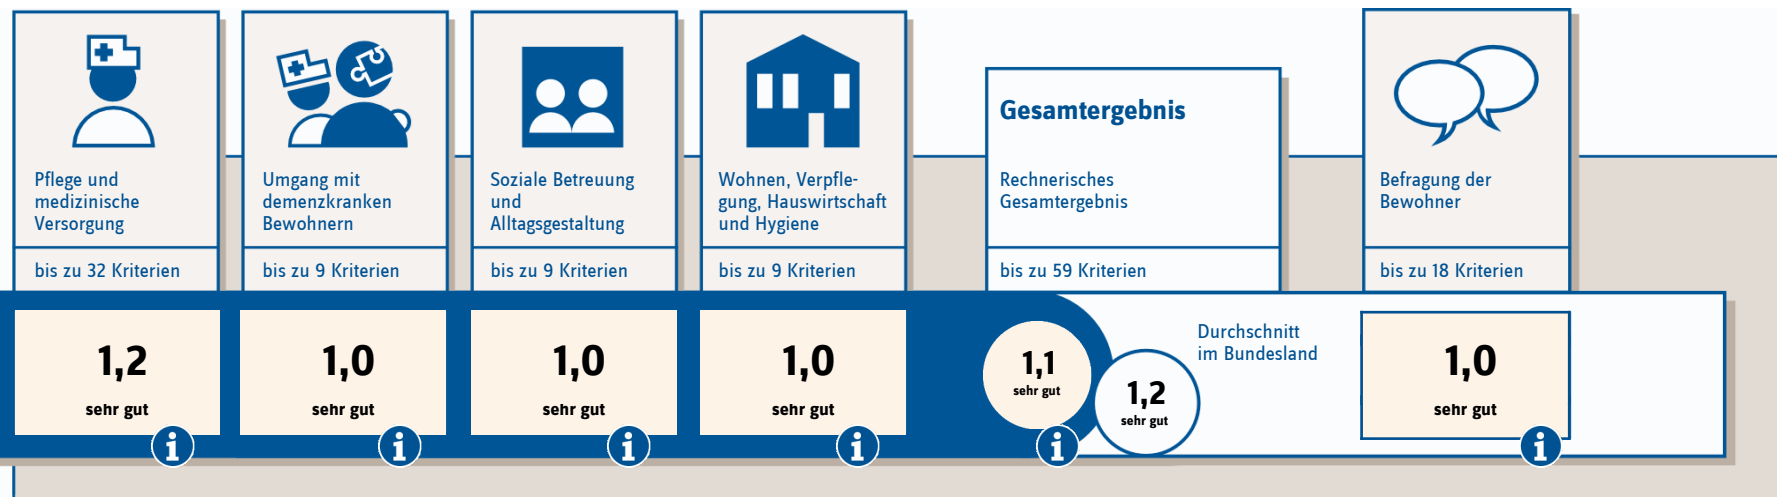 Pflege und
medizinische
Versorgung
bis zu 32 Kriterien
1,2
sehr gut
Umgang mit
demenzkranken
Bewohnern
bis zu 9 Kriterien
1,0
sehr gut
Soziale Betreuung
und
Alltagsgestaltung
bis zu 9 Kriterien
1,0
sehr gut
Wohnen, Verpfle-
gung, Hauswirtschaft
und Hygiene
bis zu 9 Kriterien
1,0
sehr gut
Gesamtergebnis
Rechnerisches
Gesamtergebnis
bis zu 59 Kriterien
1,1
sehr gut
1,2
sehr gut
Durchschnitt
im Bundesland
Befragung der
Bewohner
bis zu 18 Kriterien
1,0
sehr gut